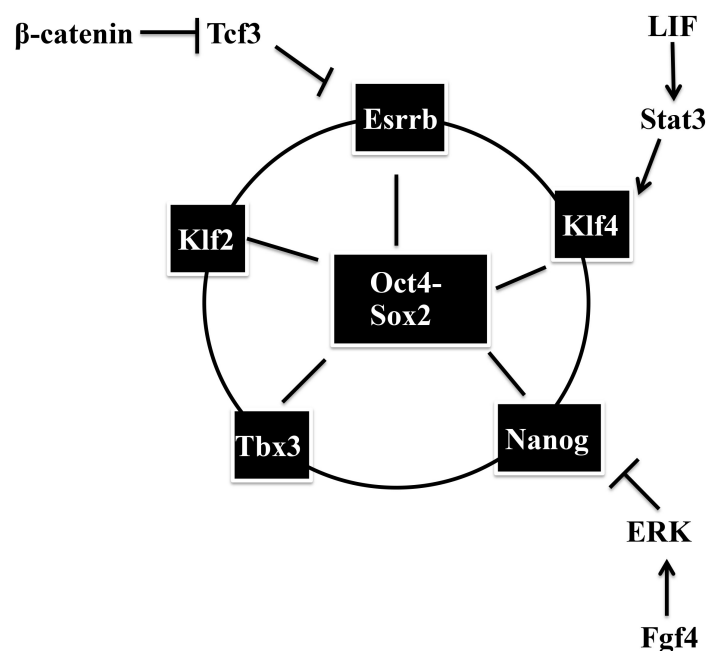 β-catenin
Tcf3
LIF
Stat3
Esrrb
Klf2
Klf4
Oct4-
Sox2
Tbx3
Nanog
ERK
Fgf4